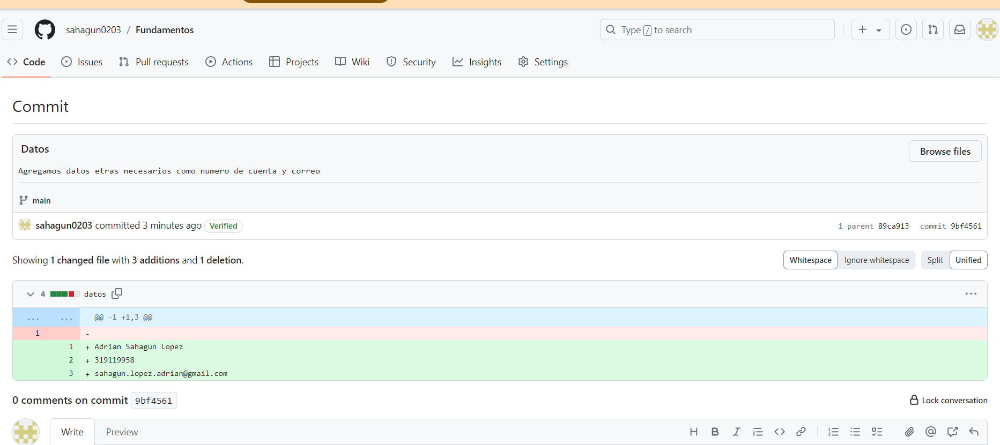 sahagun0203 / Fundamentos
Type / to search
Code Issues Pull requests Actions Projects Wiki Security Insights Settings
Commit
Datos
Browse files
Agregamos datos etras necesarios como numero de cuenta y correo
main
sahagun0203 committed 3 minutes ago Verified
1 parent 89ca913 commit 9bf4561
Showing 1 changed file with 3 additions and 1 deletion.
Whitespace Ignore whitespace Split Unified
4 datos
... ... @@ -1 +1,3 @@
1 -
1 + Adrian Sahagun Lopez
2 + 319119958
3 + sahagun.lopez.adrian@gmail.com
0 comments on commit 9bf4561
Lock conversation
Write Preview